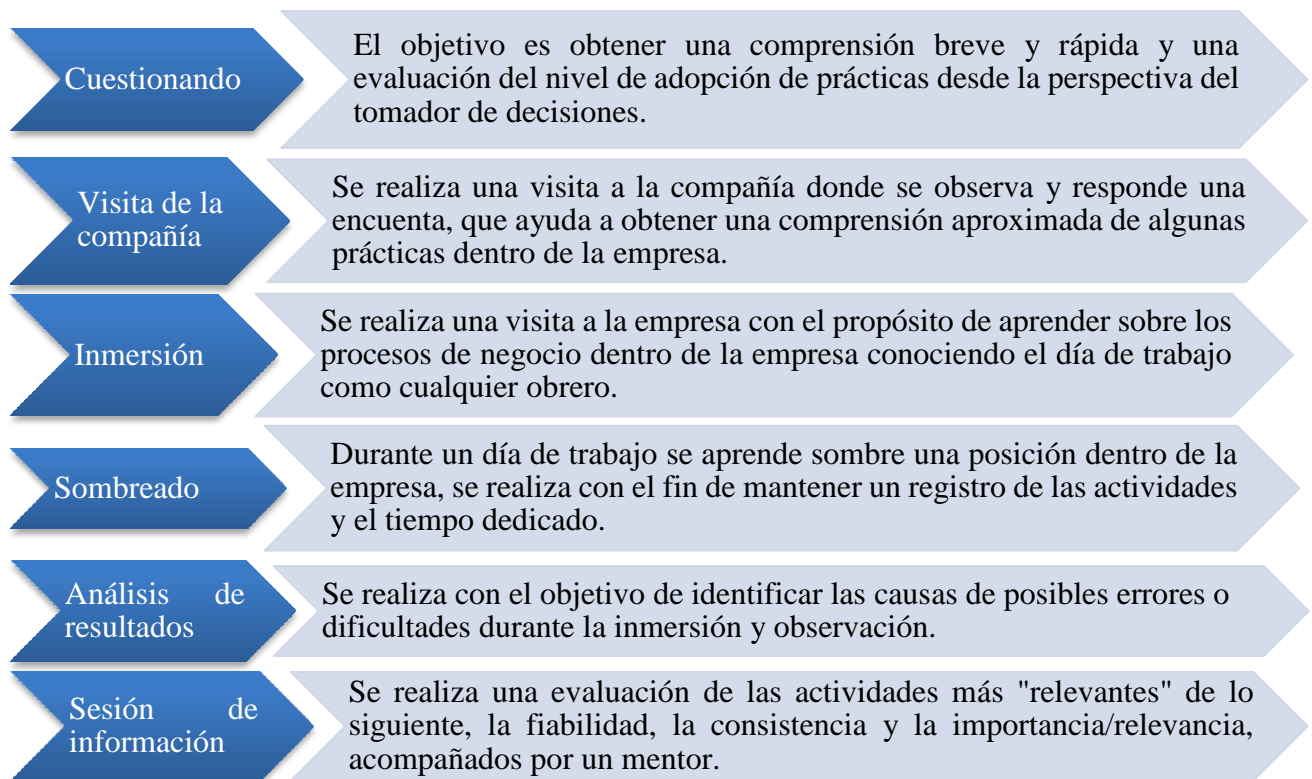 Cuestionando
El objetivo es obtener una comprensión breve y rápida y una
evaluación del nivel de adopción de prácticas desde la perspectiva del
tomador de decisiones.
Visita de la
compañía
Se realiza una visita a la compañía donde se observa y responde una
encuenta, que ayuda a obtener una comprensión aproximada de algunas
prácticas dentro de la empresa.
Inmersión
Se realiza una visita a la empresa con el propósito de aprender sobre los
procesos de negocio dentro de la empresa conociendo el día de trabajo
como cualquier obrero.
Sombreado
Durante un día de trabajo se aprende sombre una posición dentro de la
empresa, se realiza con el fin de mantener un registro de las actividades
y el tiempo dedicado.
Análisis de
resultados
Se realiza con el objetivo de identificar las causas de posibles errores o
dificultades durante la inmersión y observación.
Sesión de
información
Se realiza una evaluación de las actividades más "relevantes" de lo
siguiente, la fiabilidad, la consistencia y la importancia/relevancia,
acompañados por un mentor.